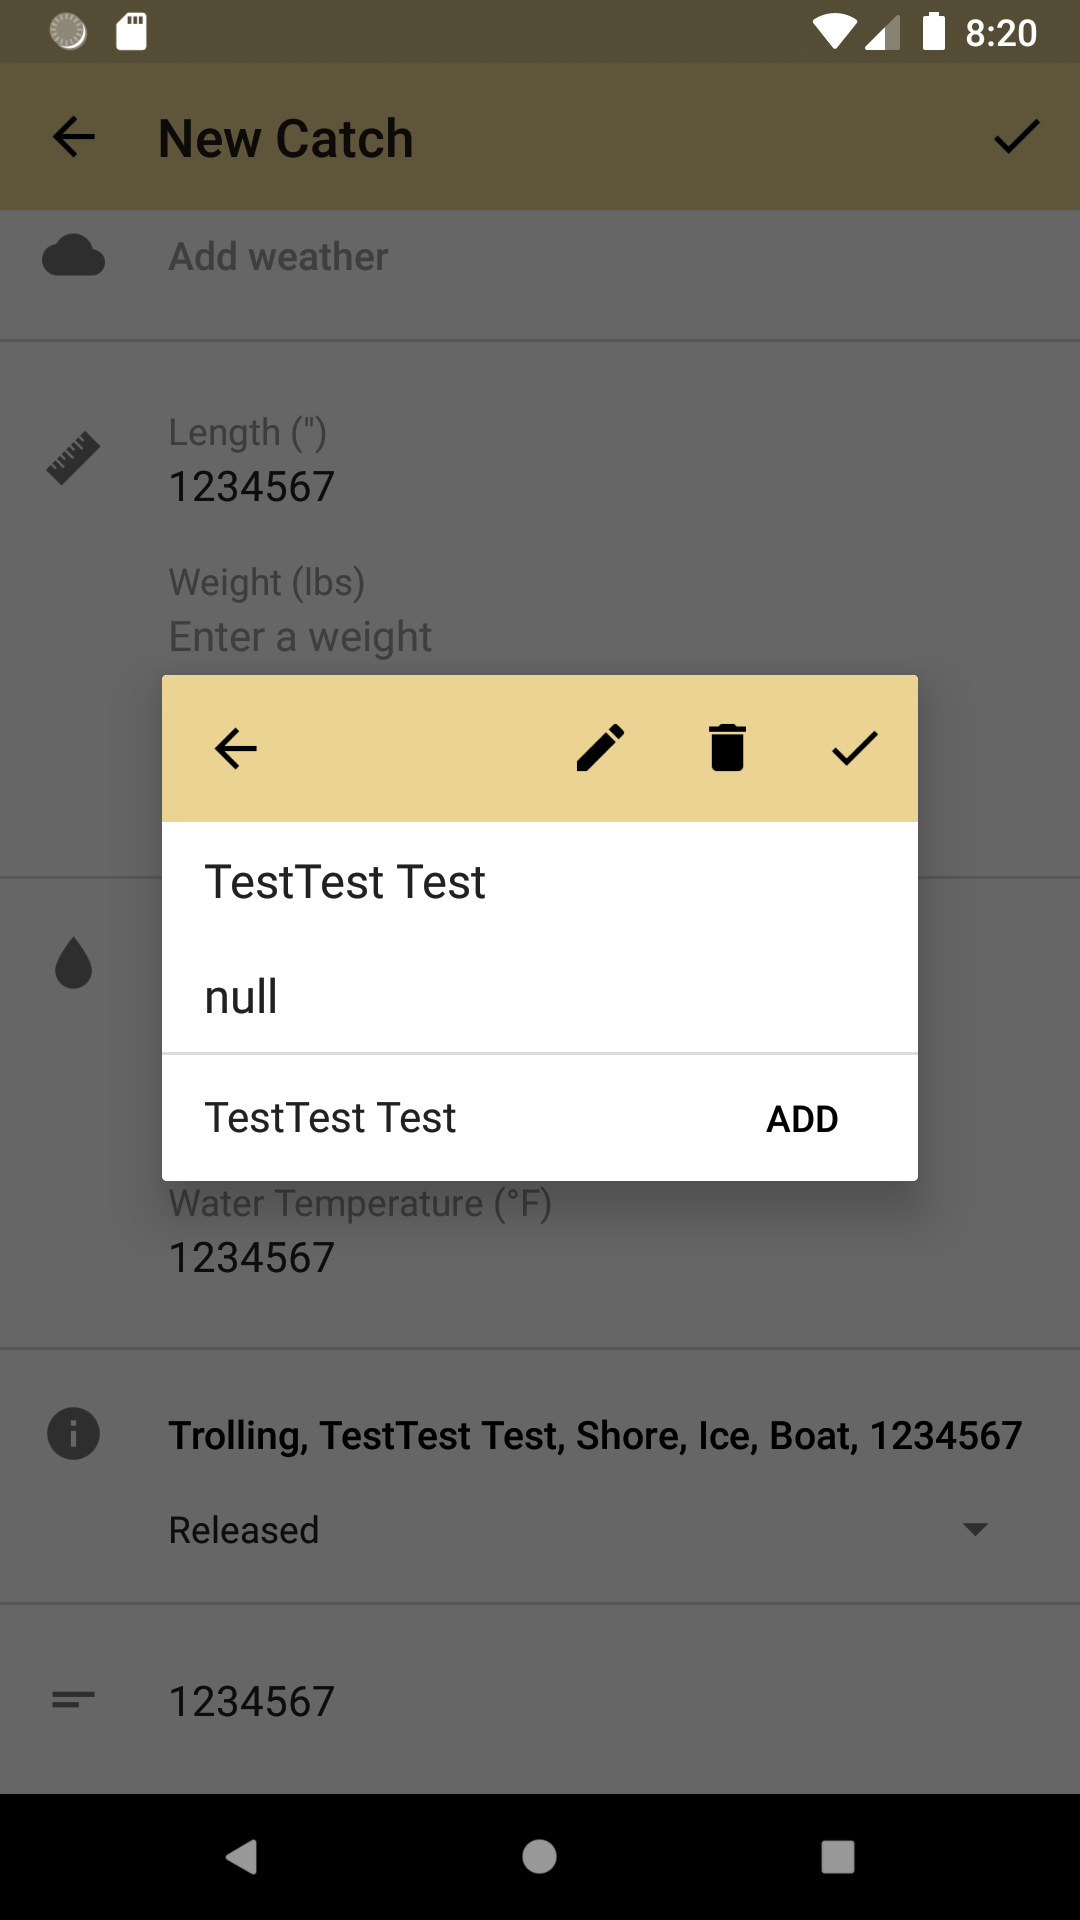 8:20
New Catch
Add weather
Length (")
1234567
Weight (lbs)
Enter a weight
TestTest Test
null
TestTest Test ADD
Water Temperature (°F)
1234567
Trolling, TestTest Test, Shore, Ice, Boat, 1234567
Released
1234567